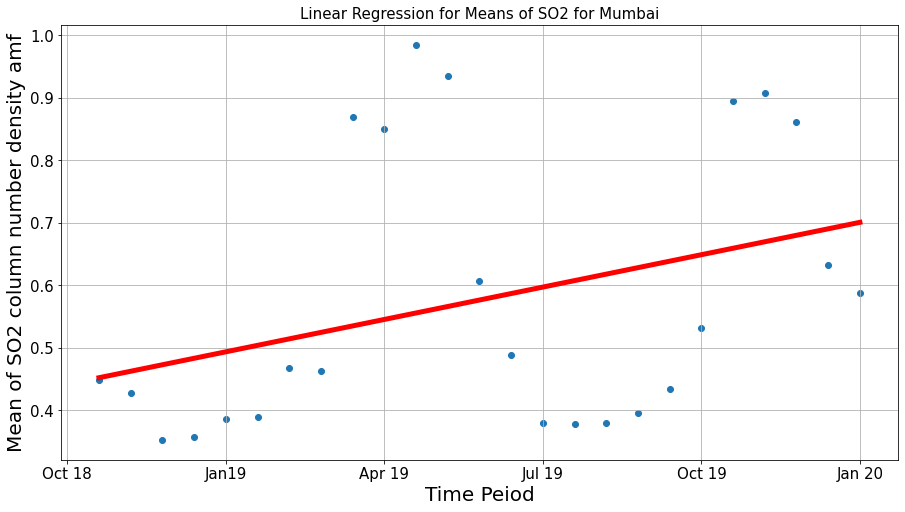 Linear Regression for Means of SO2 for Mumbai
Mean of SO2 column number density amf
1.0
0.9
0.8
0.7
0.6
0.5
0.4
Oct 18 Jan19 Apr 19 Jul 19 Oct 19 Jan 20
Time Peiod